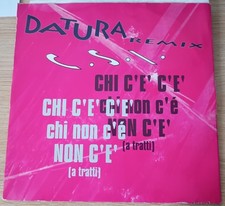 DATURA REMIX
C.S.I.
CHI C'E' C'E'
chi non c'é
NON C'E'
[a tratti]
CHI C'E' C'E'
chi non c'é
NON C'E'
[a tratti]